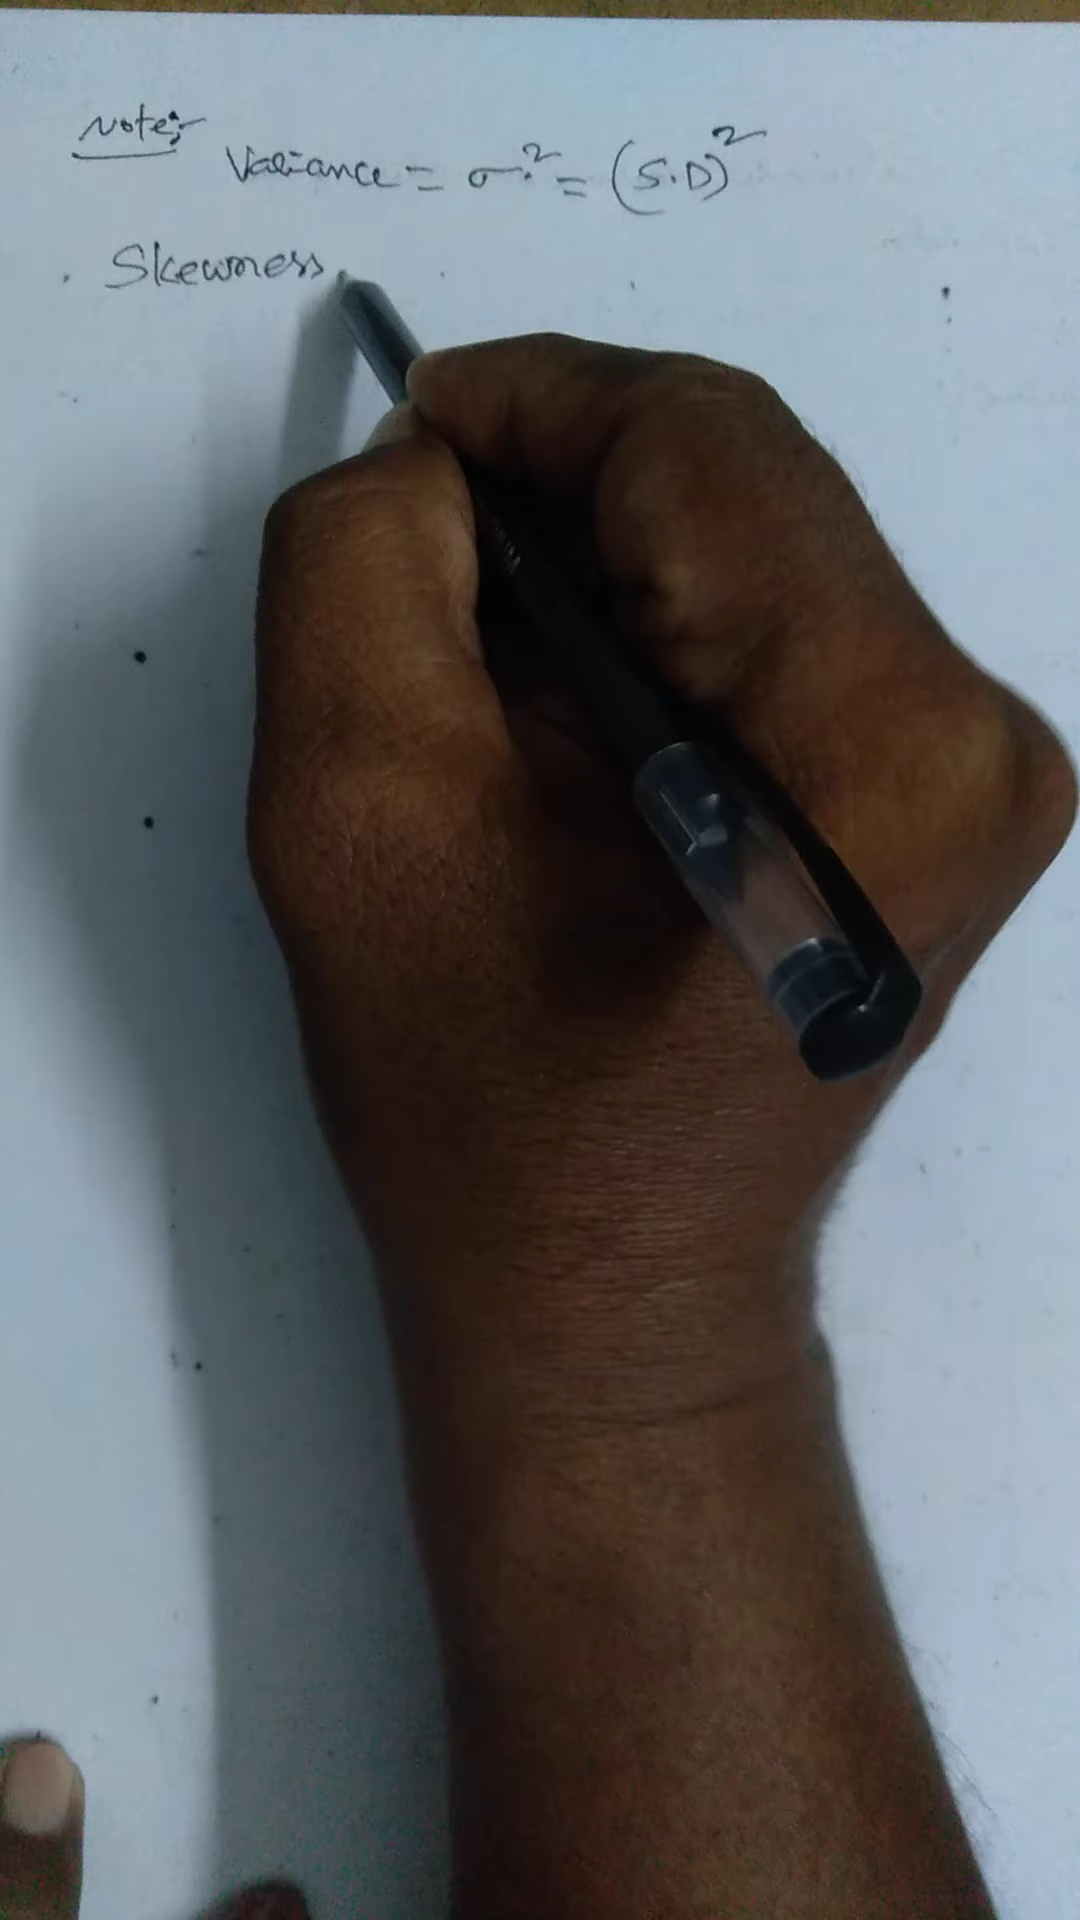 Note:-
Variance = σ² = (S.D)²
Skewness